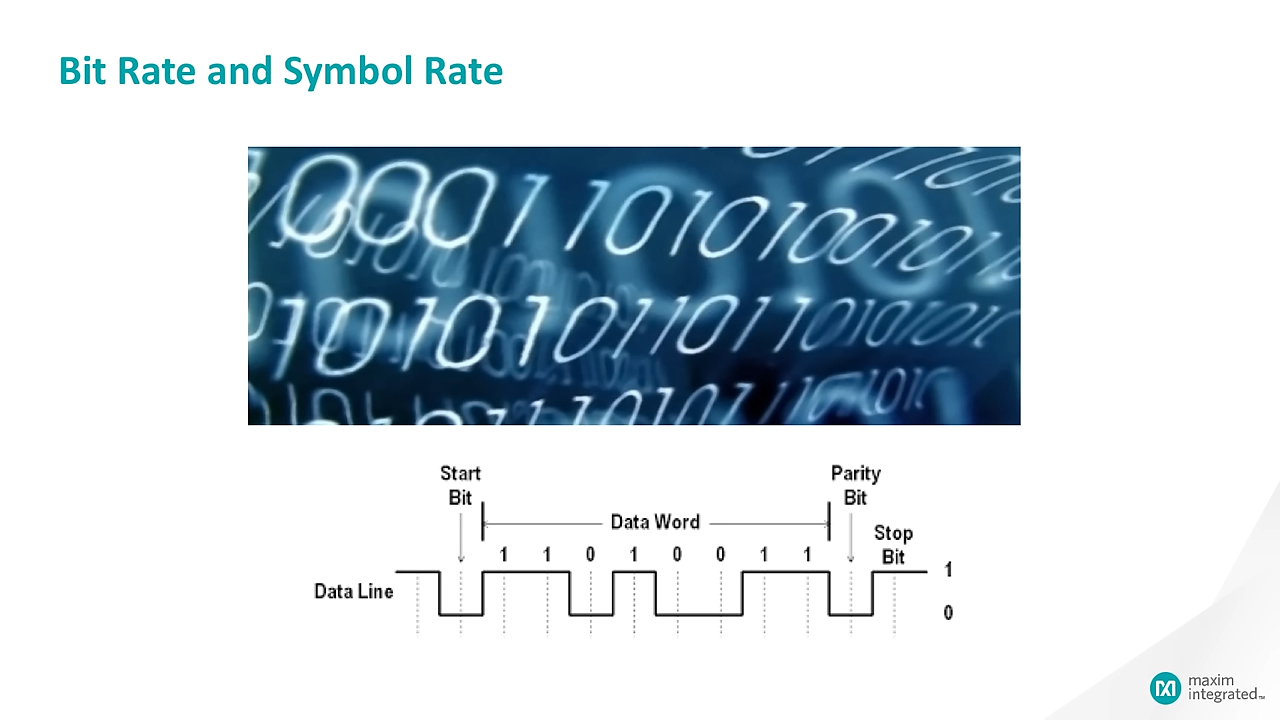 Bit Rate and Symbol Rate
Start
Bit
Parity
Bit
Data Word
Stop
Bit
1 1 0 1 0 0 1 1
Data Line
1
0
maxim
integrated™